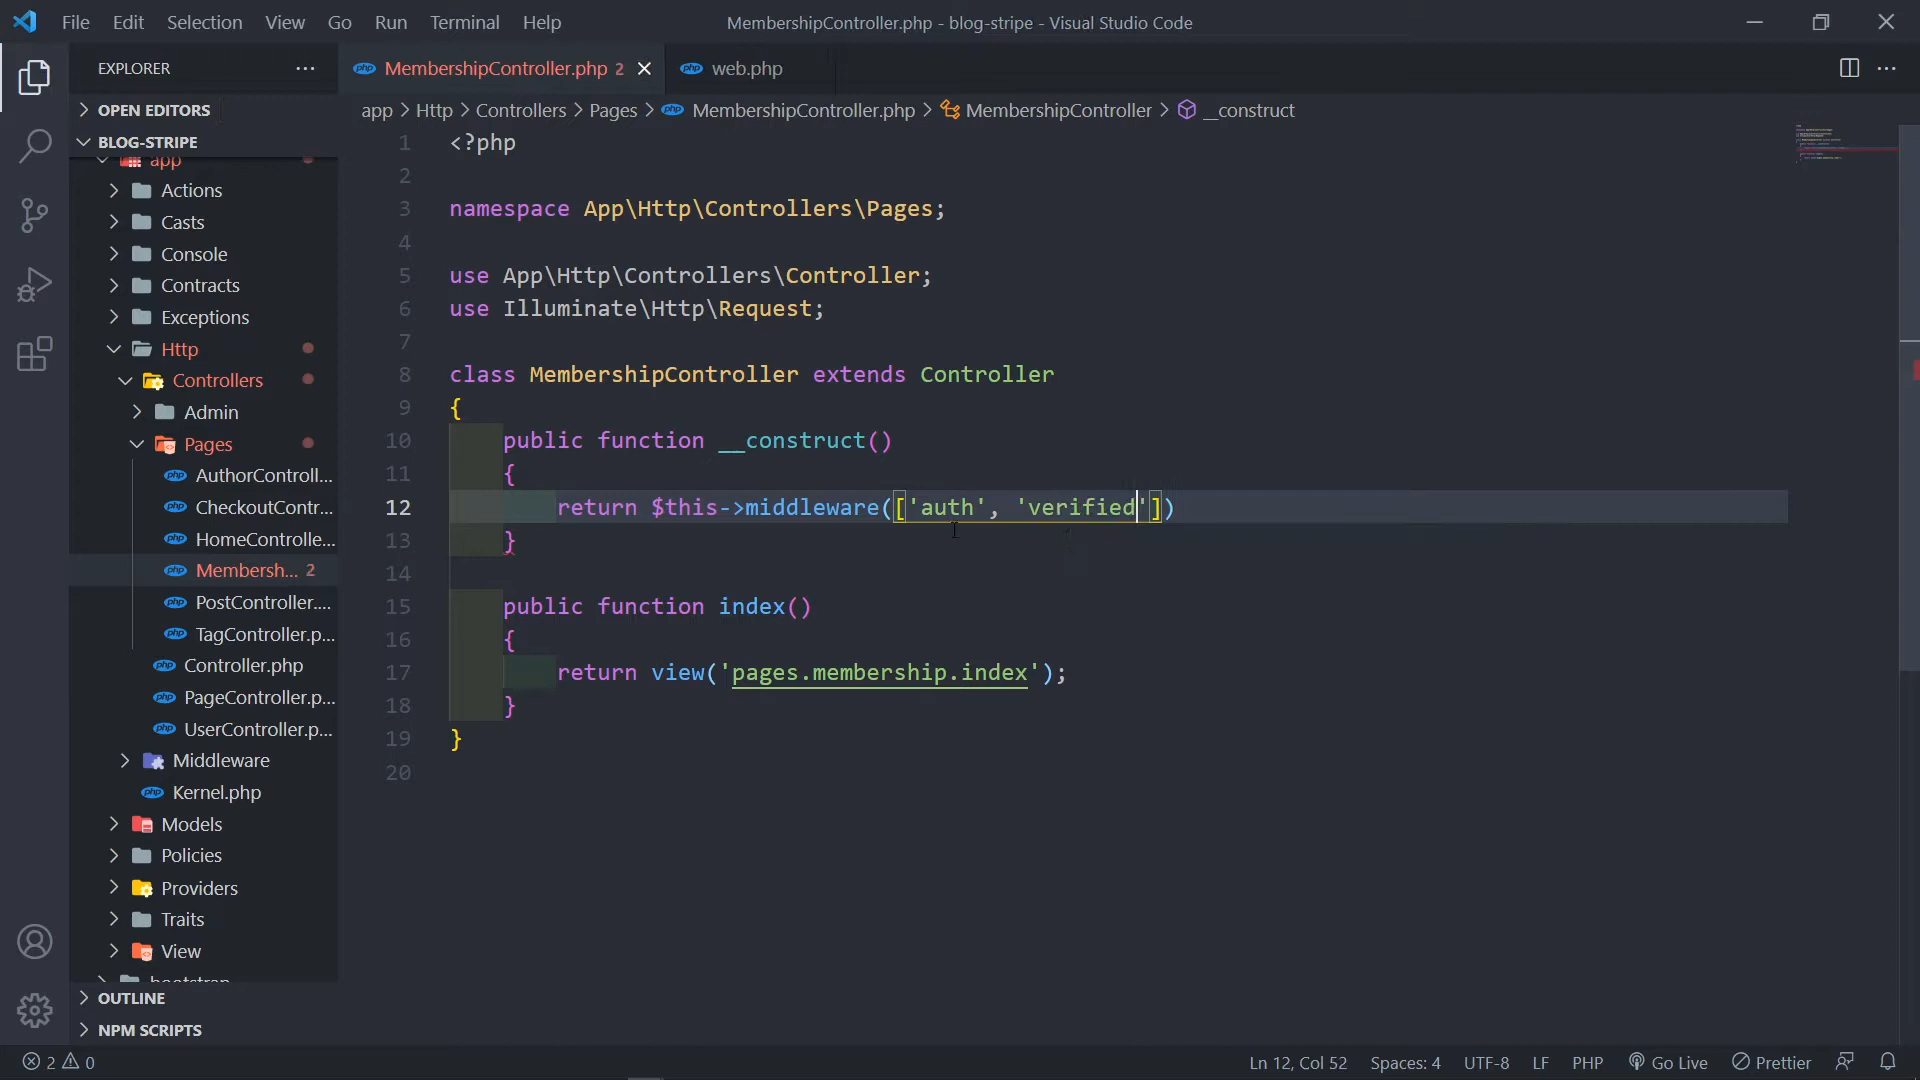 File Edit Selection View Go Run Terminal Help
MembershipController.php - blog-stripe - Visual Studio Code
EXPLORER
MembershipController.php 2
web.php
OPEN EDITORS
app Http Controllers Pages MembershipController.php MembershipController __construct
BLOG-STRIPE
app
Actions
Casts
Console
Contracts
Exceptions
Http
Controllers
Admin
Pages
AuthorControll...
CheckoutContr...
HomeControlle...
Membersh... 2
PostController....
TagController.p...
Controller.php
PageController.p...
UserController.p...
Middleware
Kernel.php
Models
Policies
Providers
Traits
View
bootstrap
OUTLINE
NPM SCRIPTS
1 <?php
2
3 namespace App\Http\Controllers\Pages;
4
5 use App\Http\Controllers\Controller;
6 use Illuminate\Http\Request;
7
8 class MembershipController extends Controller
9 {
10 public function __construct()
11 {
12 return $this->middleware(['auth', 'verified'])
13 }
14
15 public function index()
16 {
17 return view('pages.membership.index');
18 }
19 }
20
2 0
Ln 12, Col 52 Spaces: 4 UTF-8 LF PHP Go Live Prettier